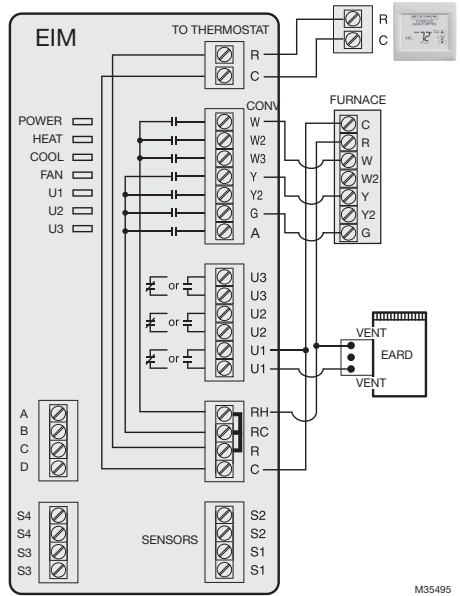 EIM
TO THERMOSTAT
R
C
R
C
72°
POWER
HEAT
COOL
FAN
U1
U2
U3
CONV
W
W2
W3
Y
Y2
G
A
FURNACE
C
R
W
W2
Y
Y2
G
or
or
or
U3
U3
U2
U2
U1
U1
VENT
EARD
VENT
A
B
C
D
RH
RC
R
C
S4
S4
S3
S3
SENSORS
S2
S2
S1
S1
M35495